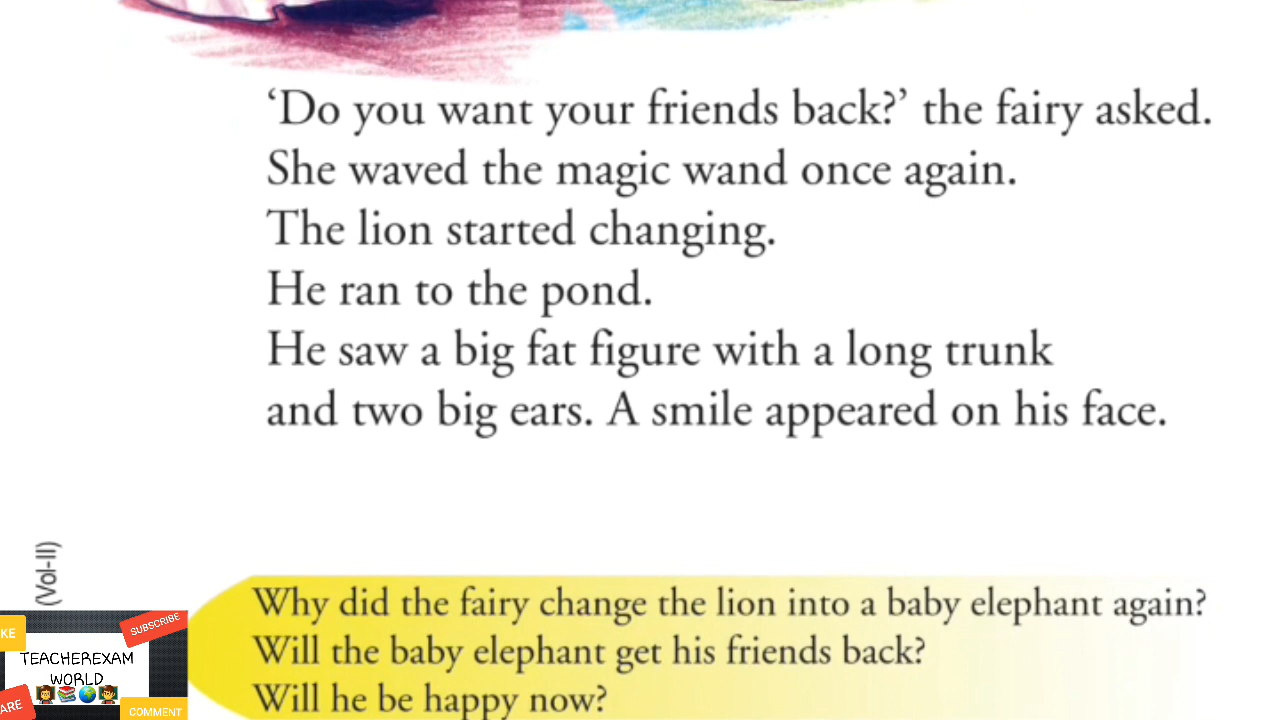 ‘Do you want your friends back?’ the fairy asked.
She waved the magic wand once again.
The lion started changing.
He ran to the pond.
He saw a big fat figure with a long trunk
and two big ears. A smile appeared on his face.
(Vol-II)
Why did the fairy change the lion into a baby elephant again?
Will the baby elephant get his friends back?
Will he be happy now?
KE
SUBSCRIBE
TEACHEREXAM
WORLD
ARE
COMMENT